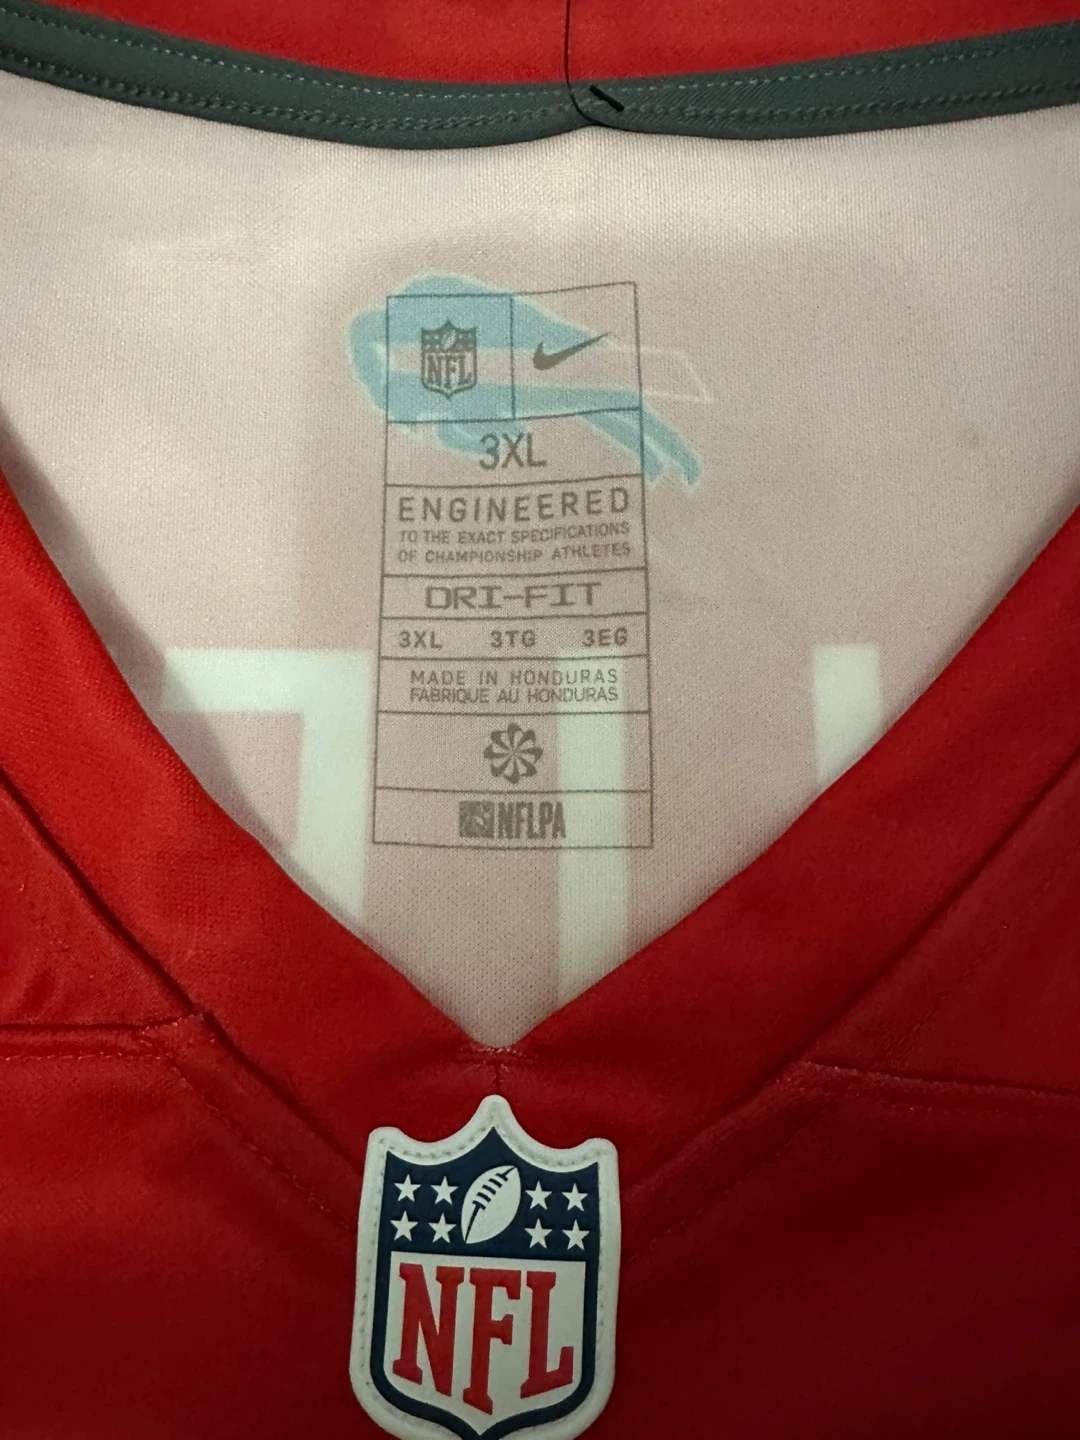 NFL
3XL
ENGINEERED
TO THE EXACT SPECIFICATIONS
OF CHAMPIONSHIP ATHLETES
DRI-FIT
3XL 3TG 3EG
MADE IN HONDURAS
FABRIQUE AU HONDURAS
NFLPA
NFL